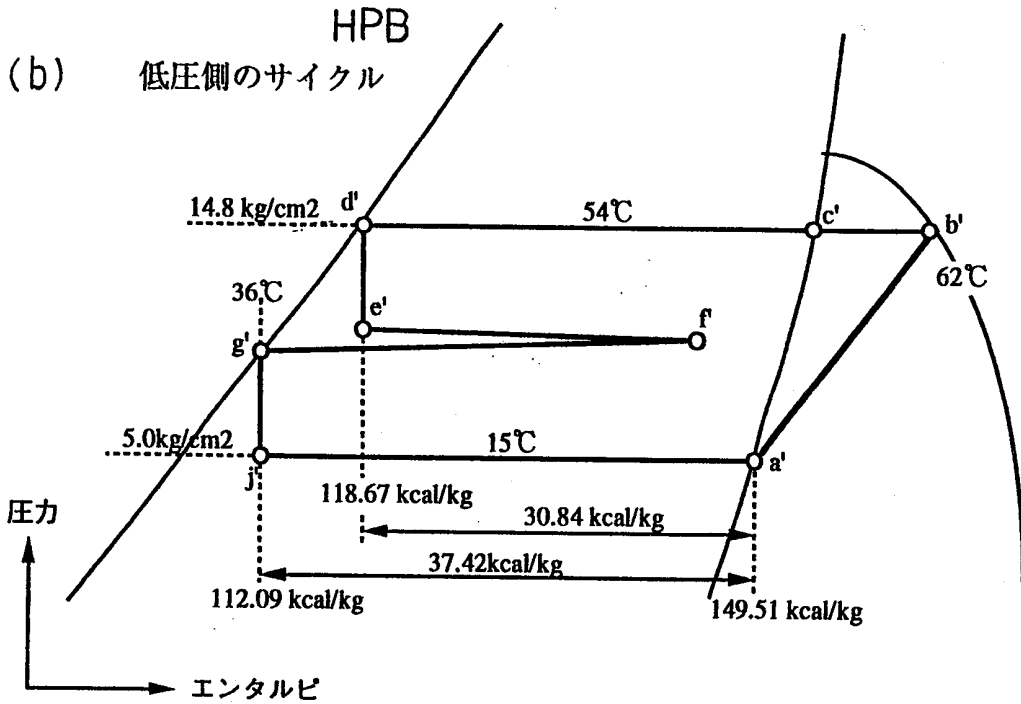 HPB
(b) 低圧側のサイクル
14.8 kg/cm2
d'
54℃
c'
b'
62℃
36℃
e'
f'
g'
5.0kg/cm2
15℃
j'
a'
118.67 kcal/kg
30.84 kcal/kg
圧力
37.42kcal/kg
112.09 kcal/kg
149.51 kcal/kg
エンタルピ